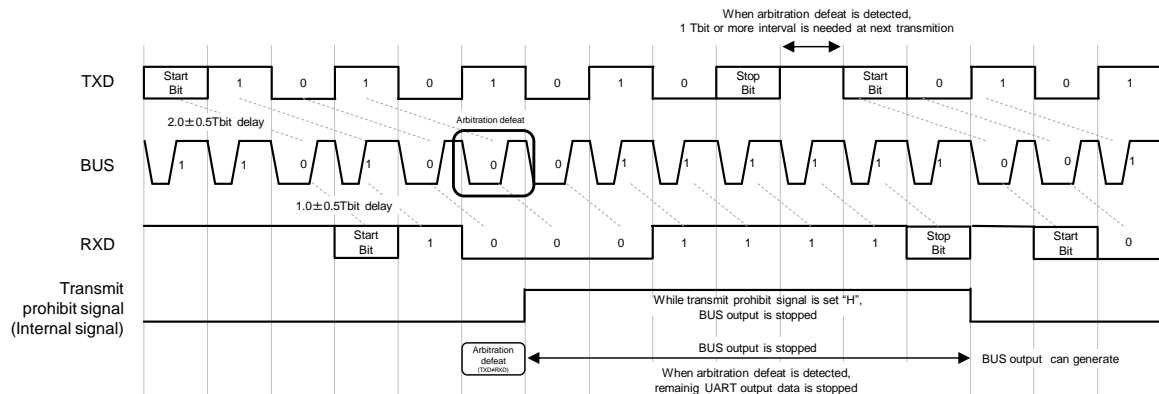 When arbitration defeat is detected,
1 Tbit or more interval is needed at next transmition
TXD
Start
Bit
1
0
1
0
1
0
1
0
Stop
Bit
Start
Bit
0
1
0
1
2.0±0.5Tbit delay
Arbitration defeat
BUS
1
1
0
1
0
0
0
1
1
1
1
1
1
0
0
1
1.0±0.5Tbit delay
RXD
Start
Bit
1
0
0
0
1
1
1
1
Stop
Bit
Start
Bit
0
Transmit
prohibit signal
(Internal signal)
While transmit prohibit signal is set “H”,
BUS output is stopped
Arbitration
defeat
(TXD≠RXD)
BUS output is stopped
BUS output can generate
When arbitration defeat is detected,
remainig UART output data is stopped